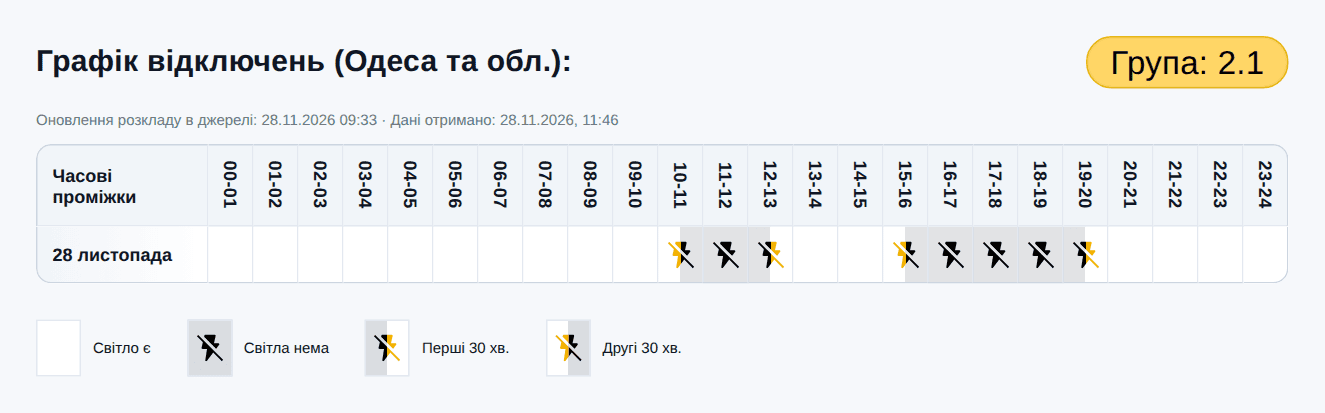 Графік відключень (Одеса та обл.):
Група: 2.1
Оновлення розкладу в джерелі: 28.11.2026 09:33 · Дані отримано: 28.11.2026, 11:46
Часові
проміжки
00-01
01-02
02-03
03-04
04-05
05-06
06-07
07-08
08-09
09-10
10-11
11-12
12-13
13-14
14-15
15-16
16-17
17-18
18-19
19-20
20-21
21-22
22-23
23-24
28 листопада
Світло є
Світла нема
Перші 30 хв.
Другі 30 хв.